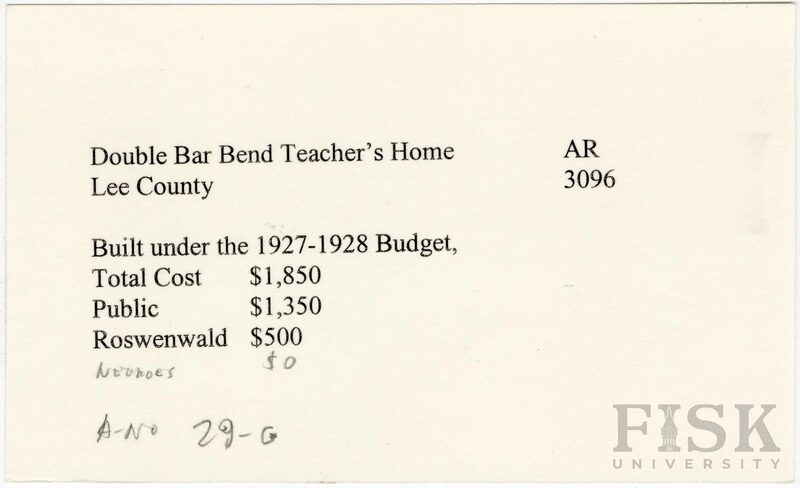 Double Bar Bend Teacher's Home AR
Lee County 3096
Built under the 1927-1928 Budget,
Total Cost $1,850
Public $1,350
Roswenwald $500
Negroes $0
A-No 29-G
FISK
UNIVERSITY